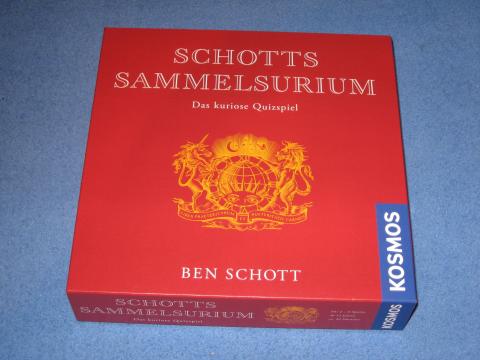 SCHOTTS
SAMMELSURIUM
Das kuriose Quizspiel
BEN SCHOTT
KOSMOS
SCHOTTS
SAMMELSURIUM
Das kuriose Quizspiel
KOSMOS